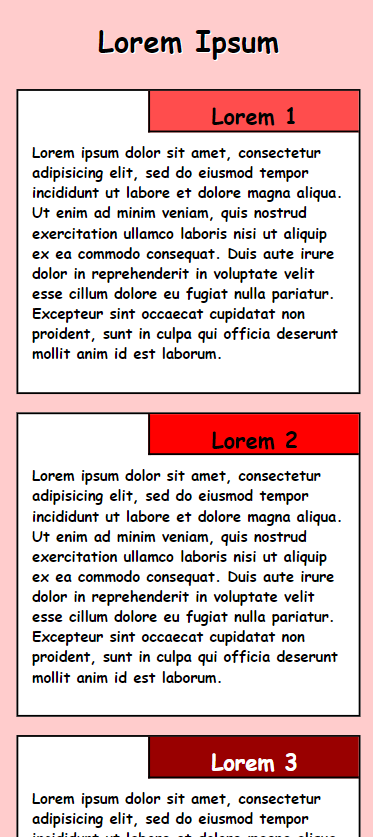 Lorem Ipsum
Lorem 1
Lorem ipsum dolor sit amet, consectetur
adipisicing elit, sed do eiusmod tempor
incididunt ut labore et dolore magna aliqua.
Ut enim ad minim veniam, quis nostrud
exercitation ullamco laboris nisi ut aliquip
ex ea commodo consequat. Duis aute irure
dolor in reprehenderit in voluptate velit
esse cillum dolore eu fugiat nulla pariatur.
Excepteur sint occaecat cupidatat non
proident, sunt in culpa qui officia deserunt
mollit anim id est laborum.
Lorem 2
Lorem ipsum dolor sit amet, consectetur
adipisicing elit, sed do eiusmod tempor
incididunt ut labore et dolore magna aliqua.
Ut enim ad minim veniam, quis nostrud
exercitation ullamco laboris nisi ut aliquip
ex ea commodo consequat. Duis aute irure
dolor in reprehenderit in voluptate velit
esse cillum dolore eu fugiat nulla pariatur.
Excepteur sint occaecat cupidatat non
proident, sunt in culpa qui officia deserunt
mollit anim id est laborum.
Lorem 3
Lorem ipsum dolor sit amet, consectetur
adipisicing elit, sed do eiusmod tempor
incididunt ut labore et dolore magna aliqua.